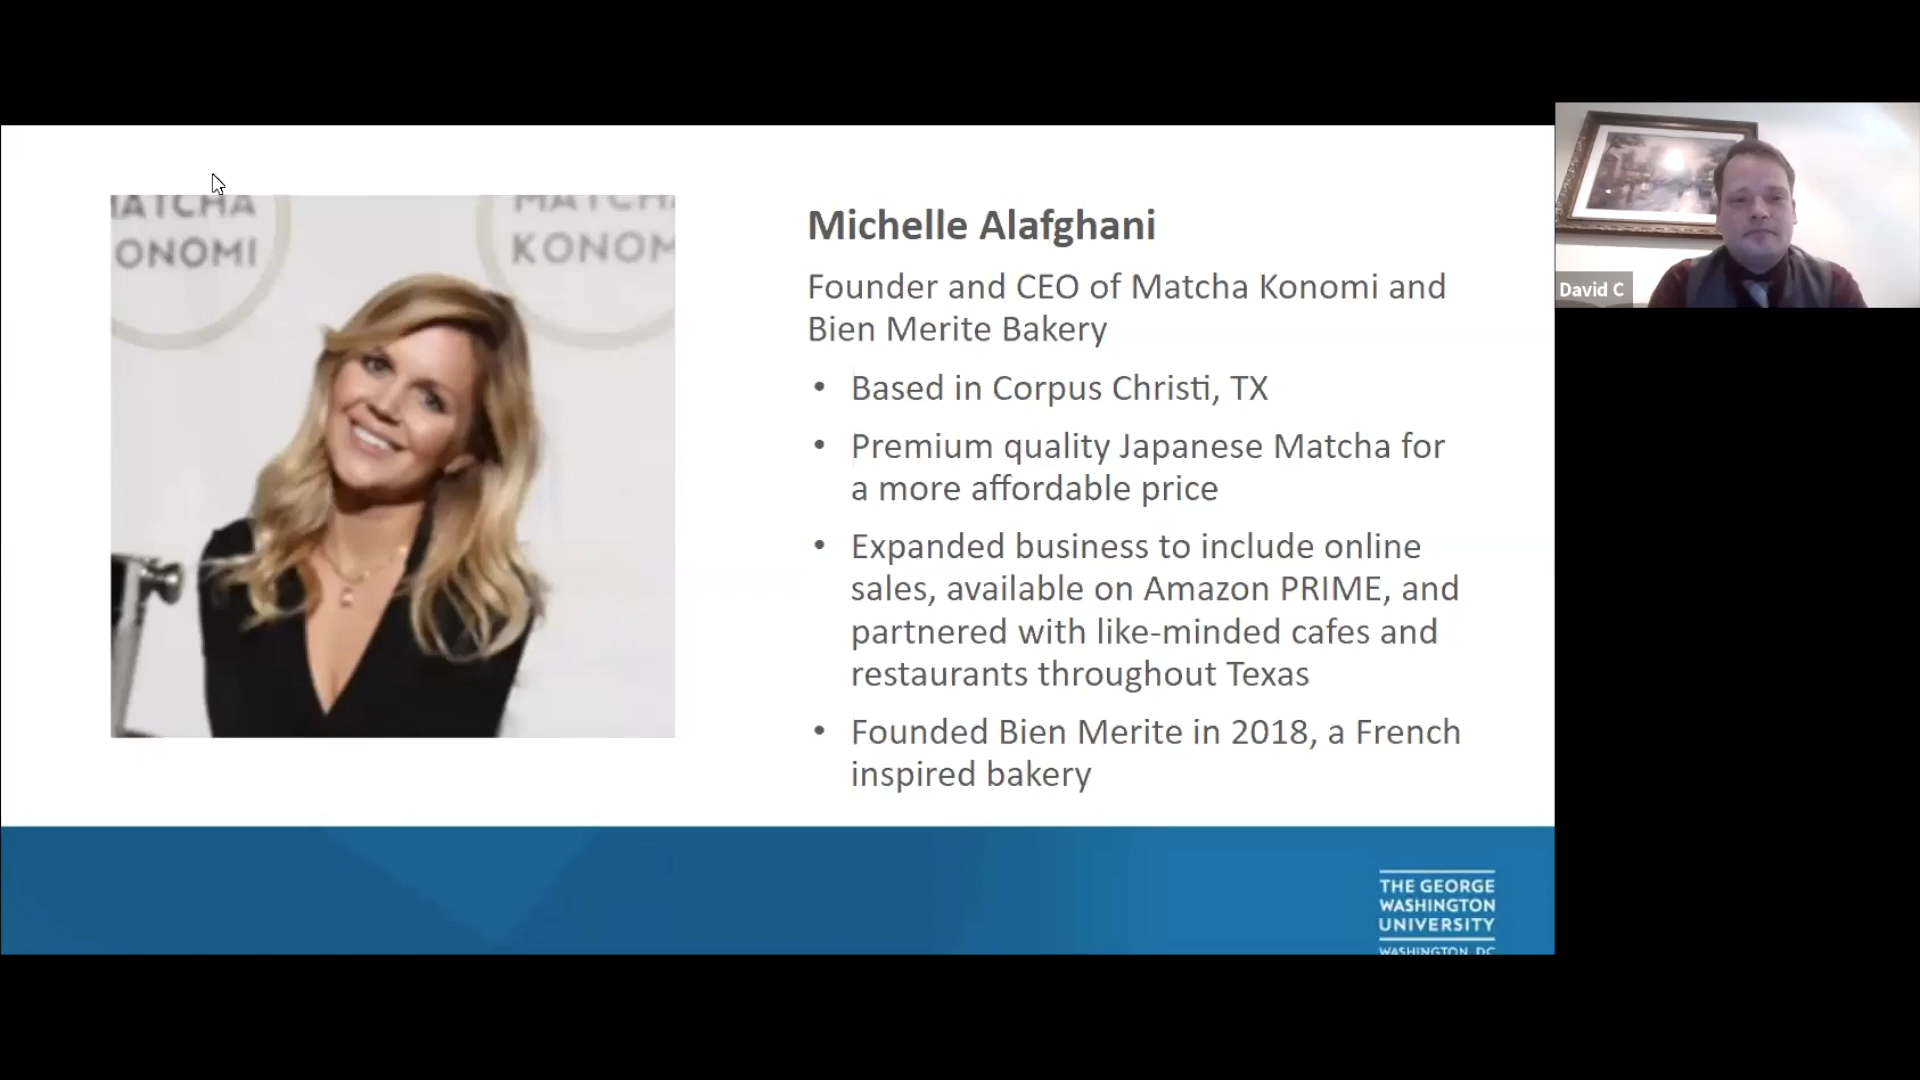 MATCHA
KONOMI
MATCHA
KONOMI
Michelle Alafghani
Founder and CEO of Matcha Konomi and
Bien Merite Bakery
• Based in Corpus Christi, TX
• Premium quality Japanese Matcha for
a more affordable price
• Expanded business to include online
sales, available on Amazon PRIME, and
partnered with like-minded cafes and
restaurants throughout Texas
• Founded Bien Merite in 2018, a French
inspired bakery
David C
THE GEORGE
WASHINGTON
UNIVERSITY
WASHINGTON, DC